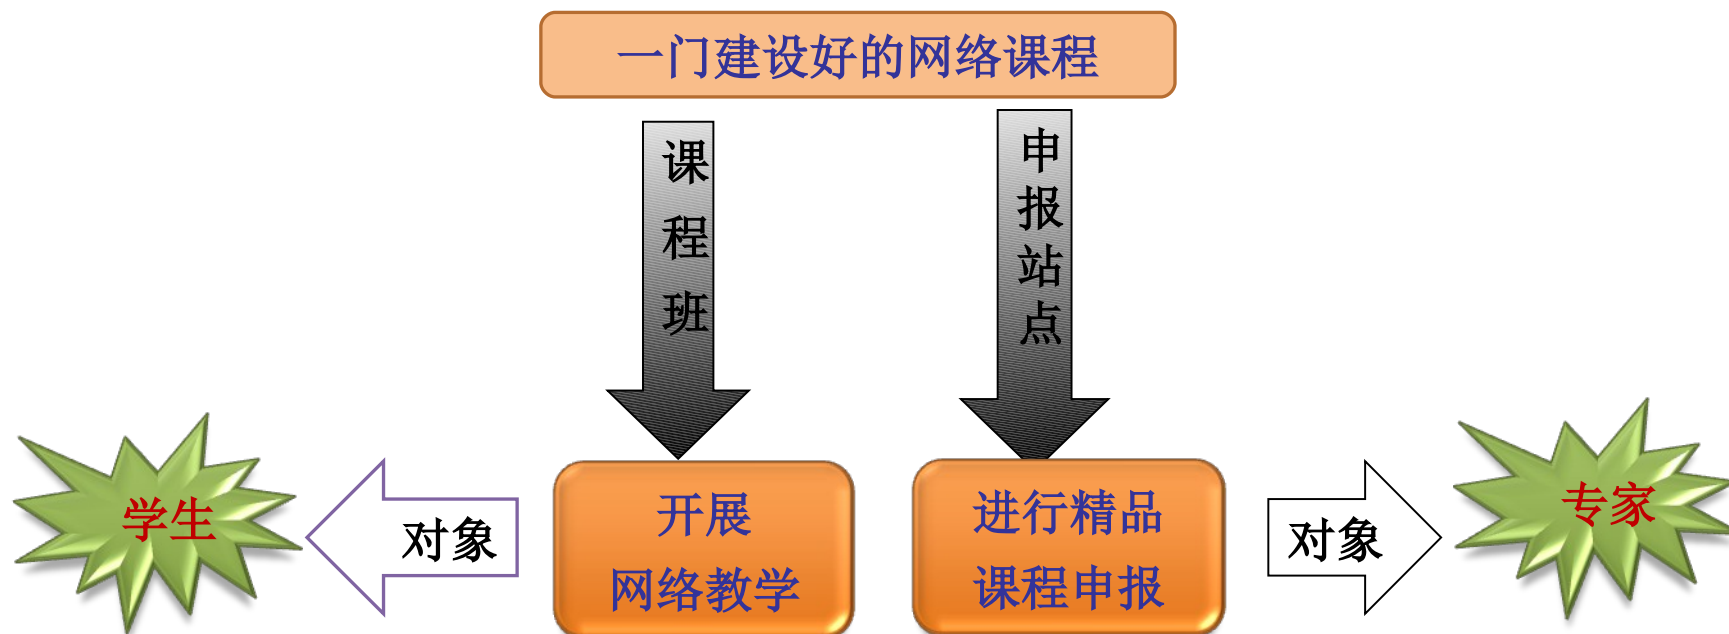 一门建设好的网络课程
课程班
申报站点
学生
对象
开展
网络教学
进行精品
课程申报
对象
专家